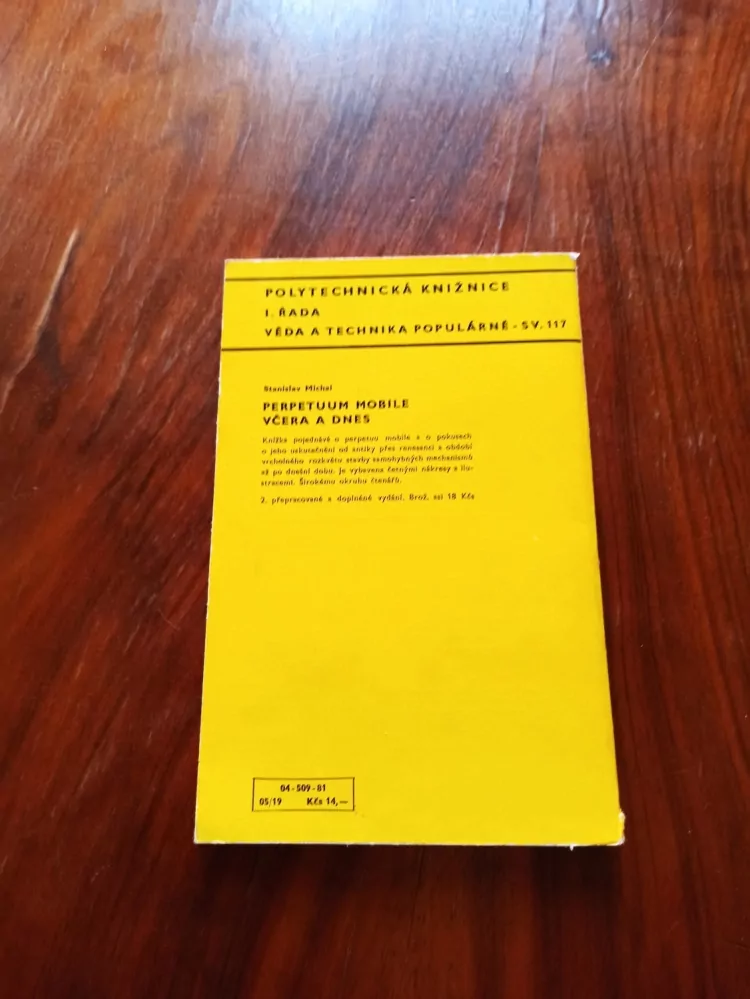 POLYTECHNICKÁ KNIŽNICE
I. ŘADA
VĚDA A TECHNIKA POPULÁRNĚ - SV. 117
Stanislav Michal
PERPETUUM MOBILE
VČERA A DNES
Knížka pojednává o perpetuu mobile a o pokusech
o jeho uskutečnění od antiky přes renesanci a období
vrcholného rozkvětu stavby samohybných mechanismů
až po dnešní dobu. Je vybavena četnými nákresy a ilu-
stracemi. Širokému okruhu čtenářů.
2. přepracované a doplněné vydání. Brož. asi 18 Kčs
04 - 509 - 81
05/19 Kčs 14,—